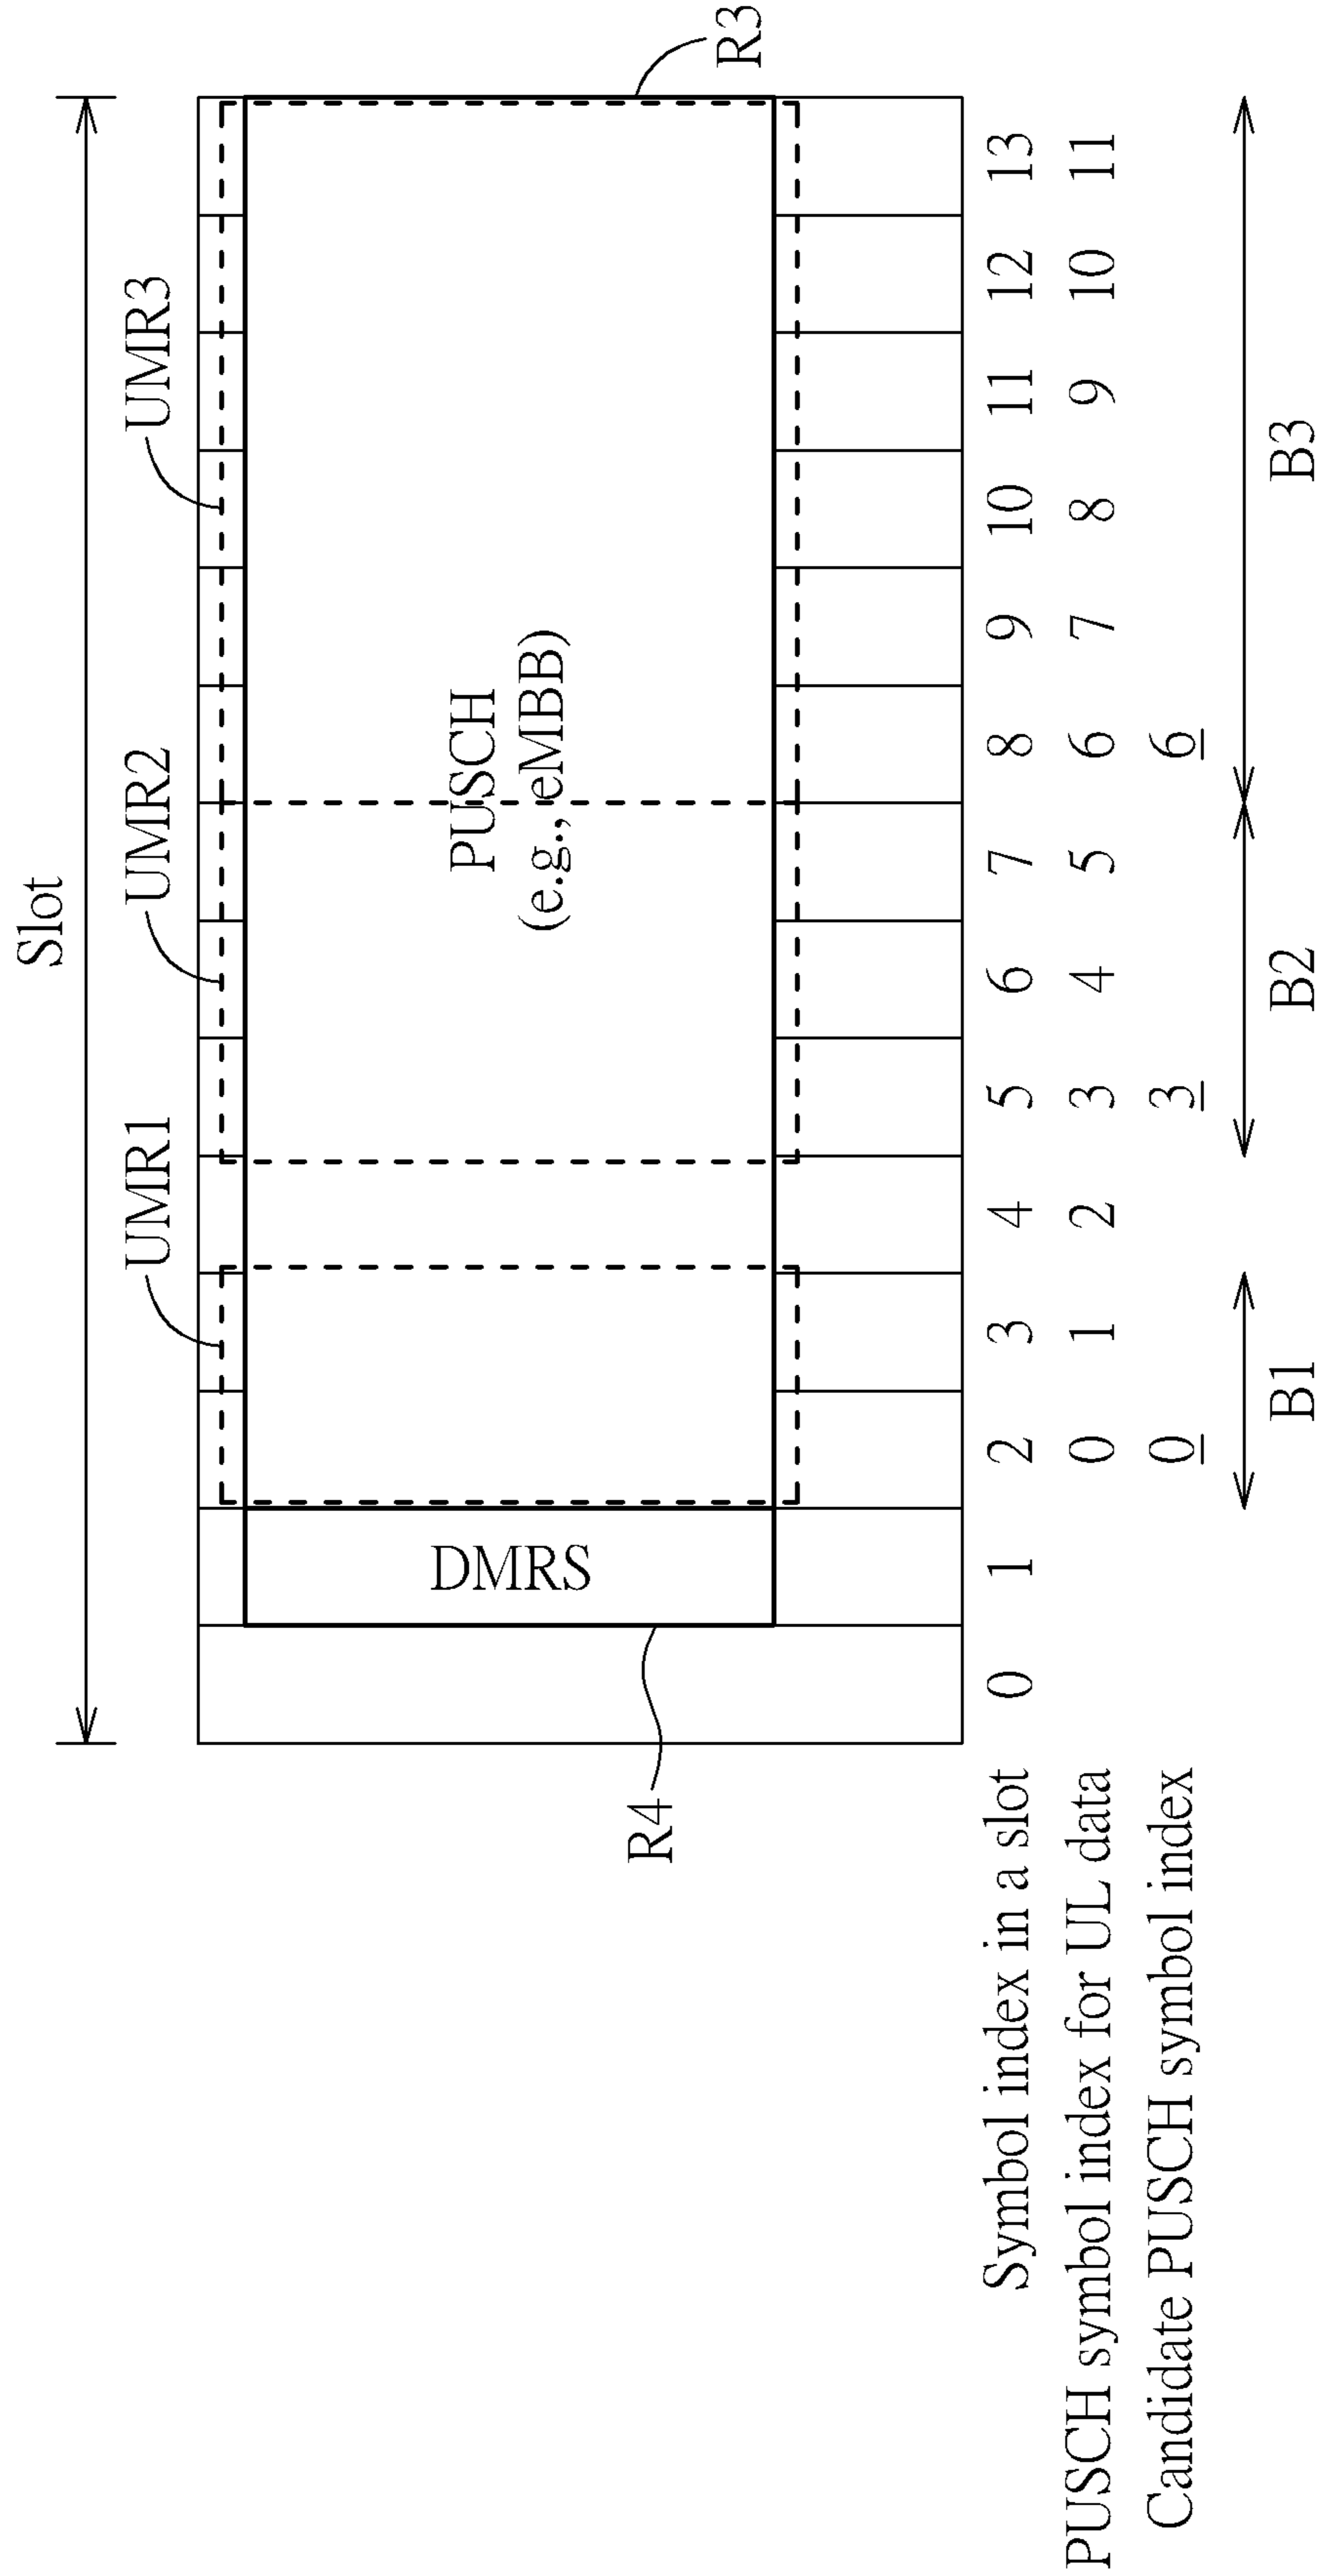 Slot
UMR1 UMR2 UMR3
DMRS
PUSCH
(e.g., eMBB)
R4
R3
Symbol index in a slot 0 1 2 3 4 5 6 7 8 9 10 11 12 13
PUSCH symbol index for UL data 0 1 2 3 4 5 6 7 8 9 10 11
Candidate PUSCH symbol index 0 3 6
B1 B2 B3